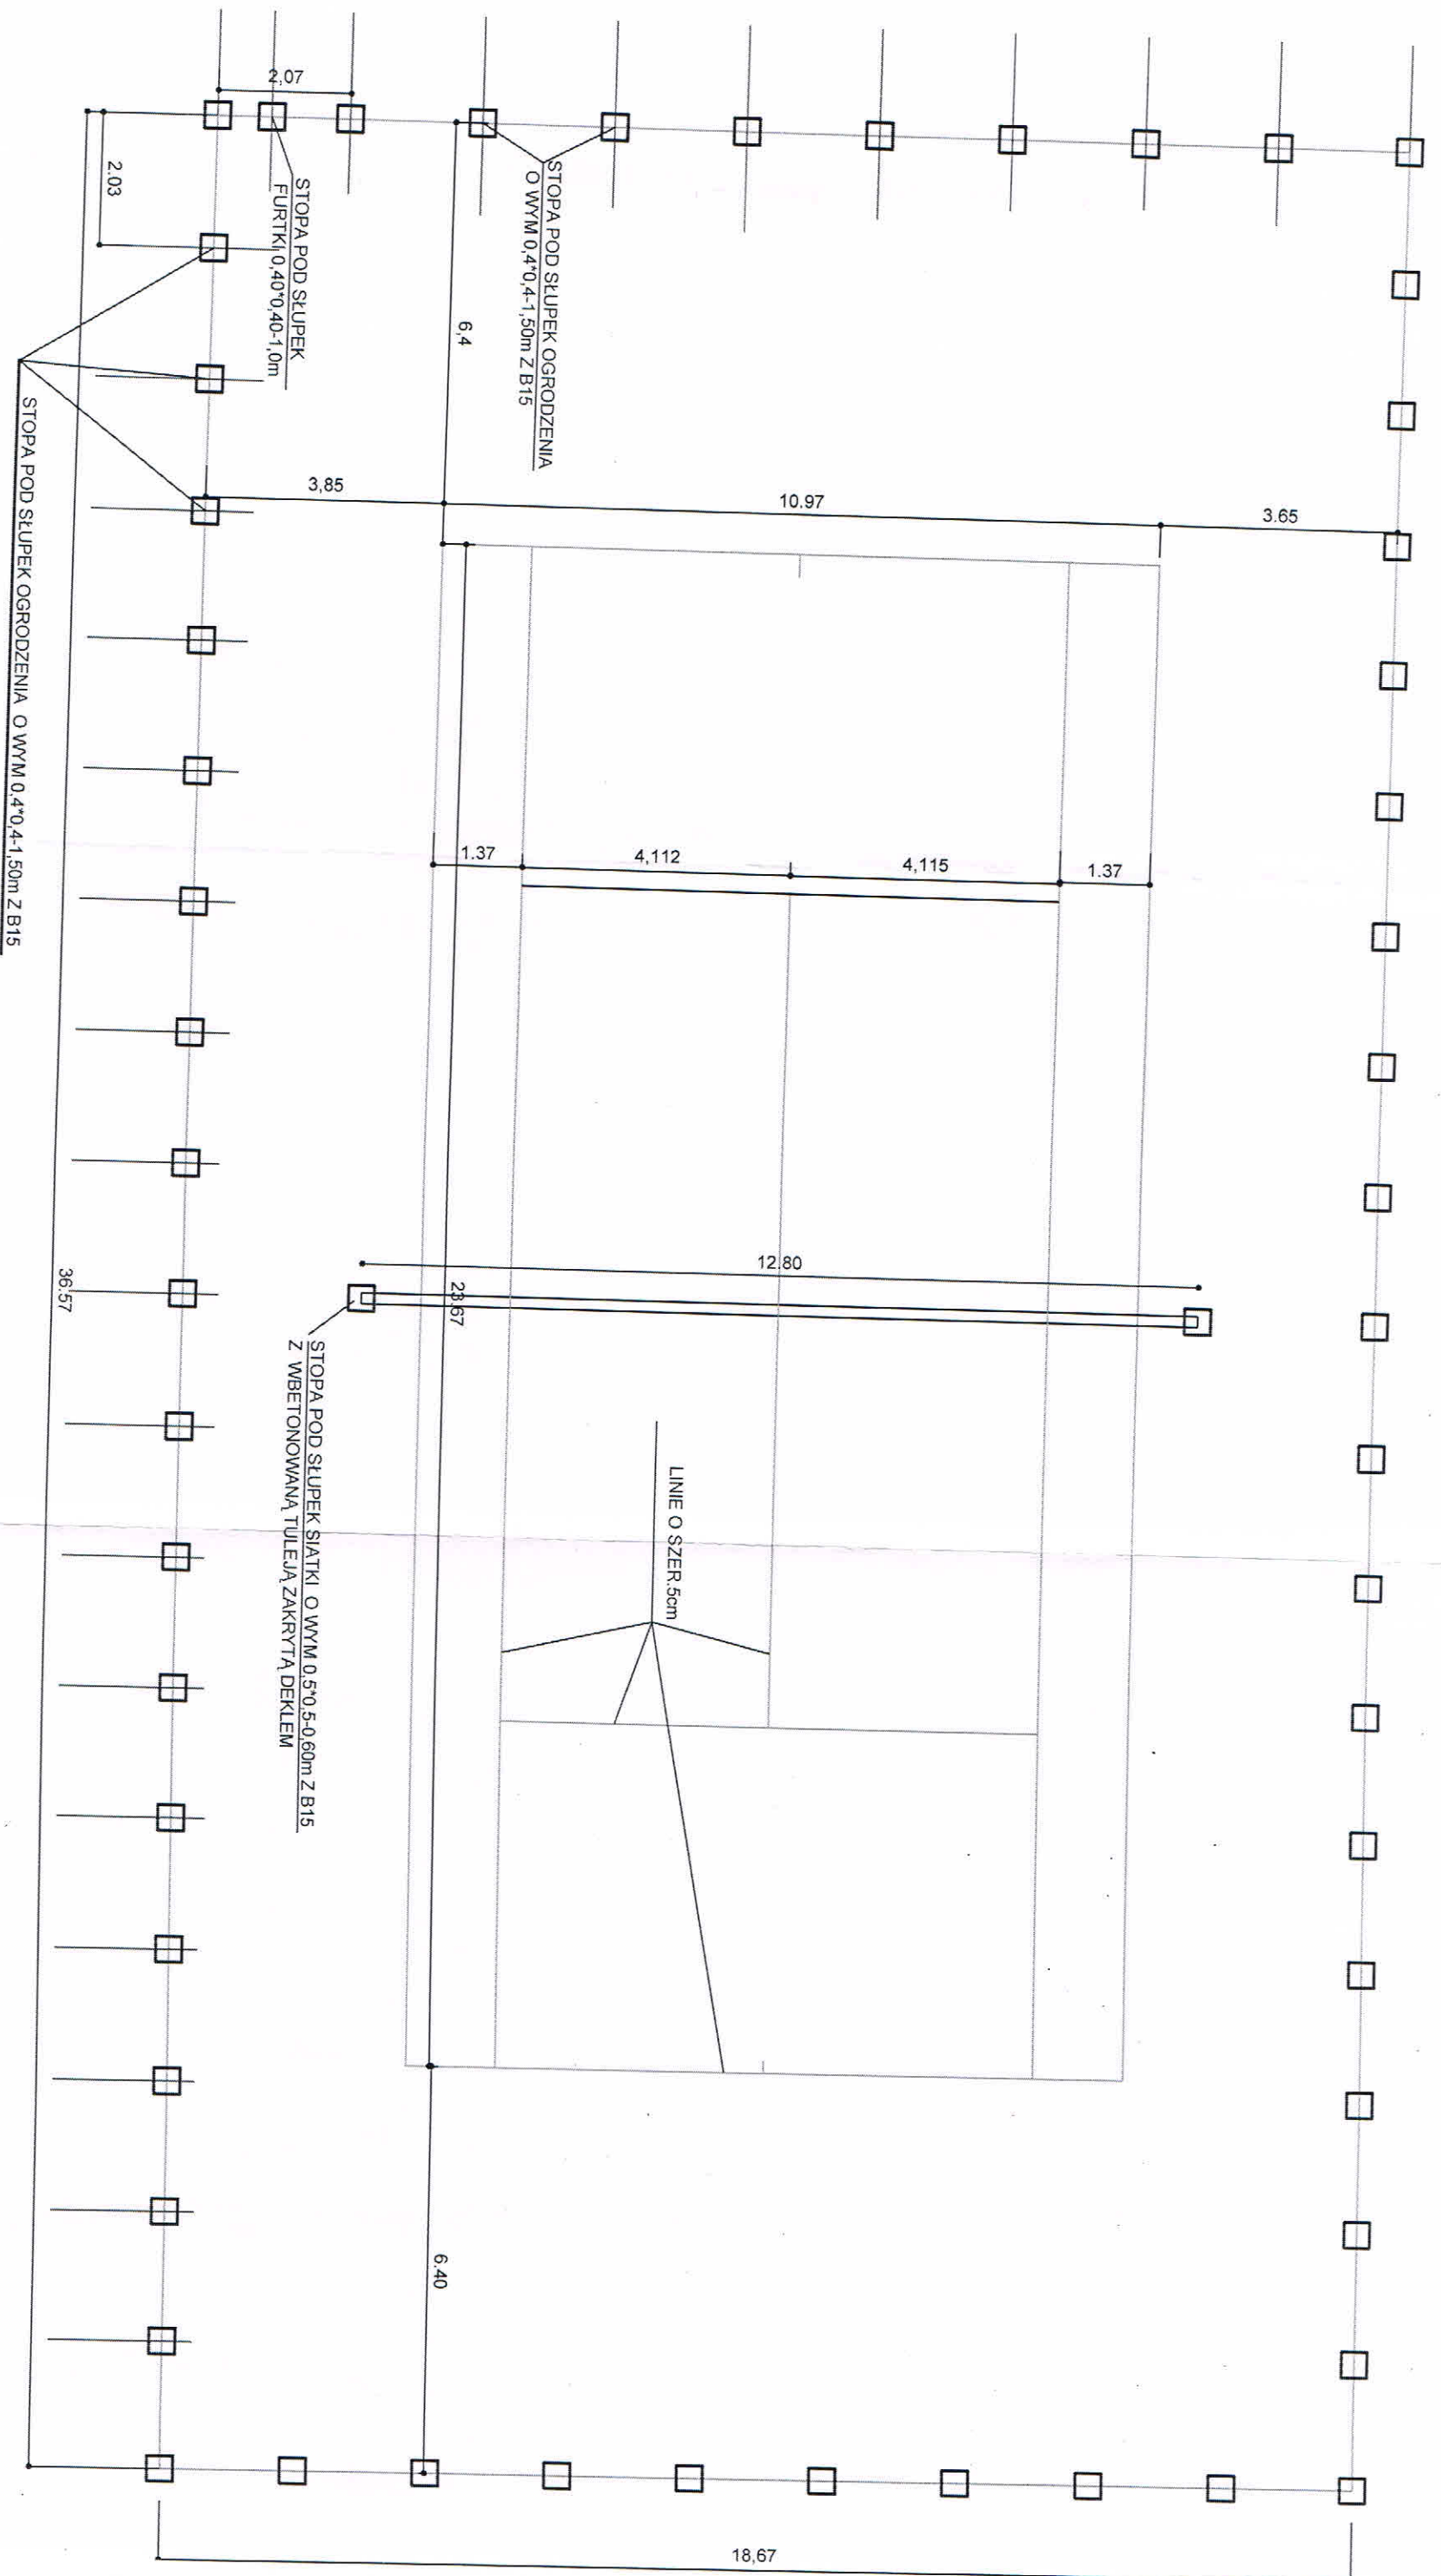 2,07
2.03
STOPA POD SŁUPEK
FURTKI 0,40*0,40-1,0m
STOPA POD SŁUPEK OGRODZENIA
O WYM 0,4*0,4-1,50m Z B15
6,4
3,85
10.97
3.65
STOPA POD SŁUPEK OGRODZENIA O WYM 0,4*0,4-1,50m Z B15
1.37
4,112
4,115
1.37
12.80
23.67
36.57
STOPA POD SŁUPEK SIATKI O WYM 0,5*0,5-0,60m Z B15
Z WBETONOWANĄ TULEJĄ ZAKRYTĄ DEKLEM
LINIE O SZER.5cm
6.40
18,67